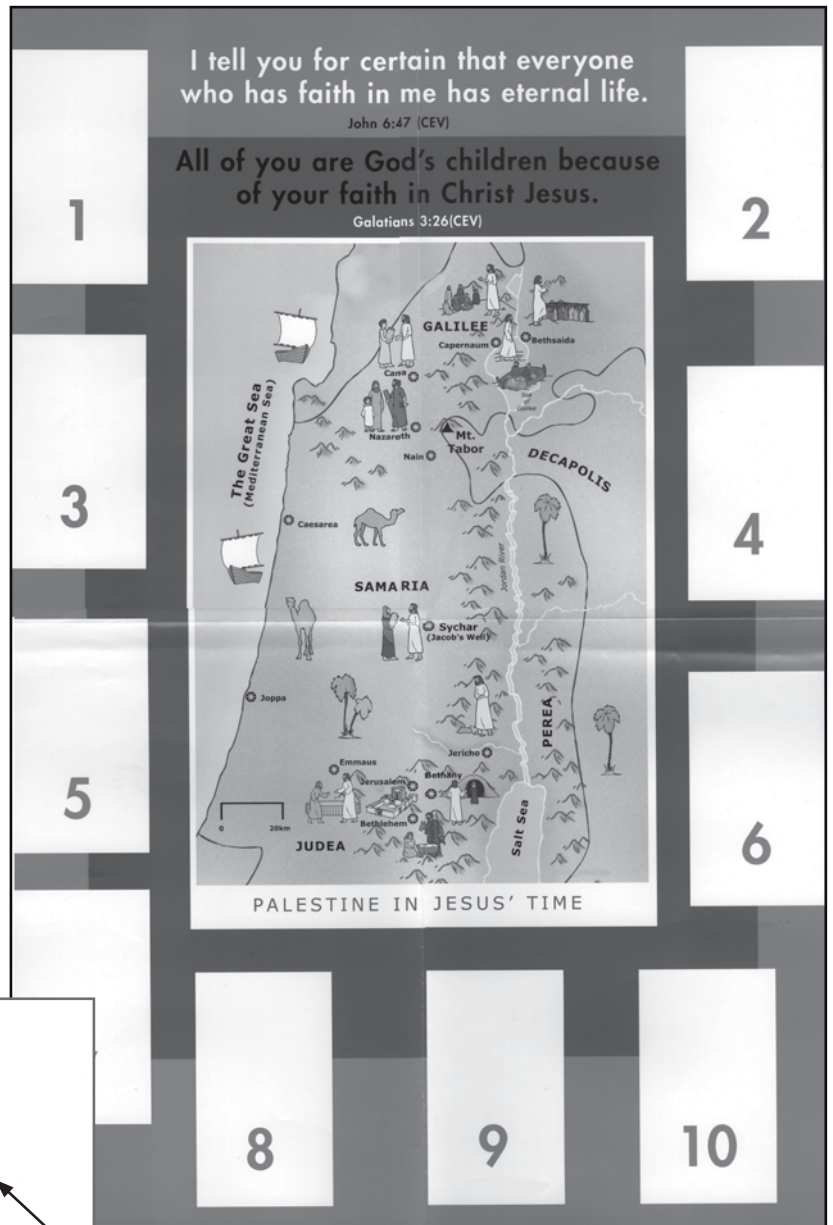 I tell you for certain that everyone
who has faith in me has eternal life.
John 6:47 (CEV)
All of you are God's children because
of your faith in Christ Jesus.
Galatians 3:26(CEV)
1
2
3
4
5
6
8
9
10
GALILEE
Capernaum
Bethsaida
Cana
Sea
of
Galilee
The Great Sea
(Mediterranean Sea)
Nazareth
Mt.
Tabor
Nain
DECAPOLIS
Caesarea
Jordan River
SAMARIA
Sychar
(Jacob's Well)
Joppa
PEREA
Jericho
Emmaus
Jerusalem
Bethany
Bethlehem
0 20km
JUDEA
Salt Sea
PALESTINE IN JESUS' TIME